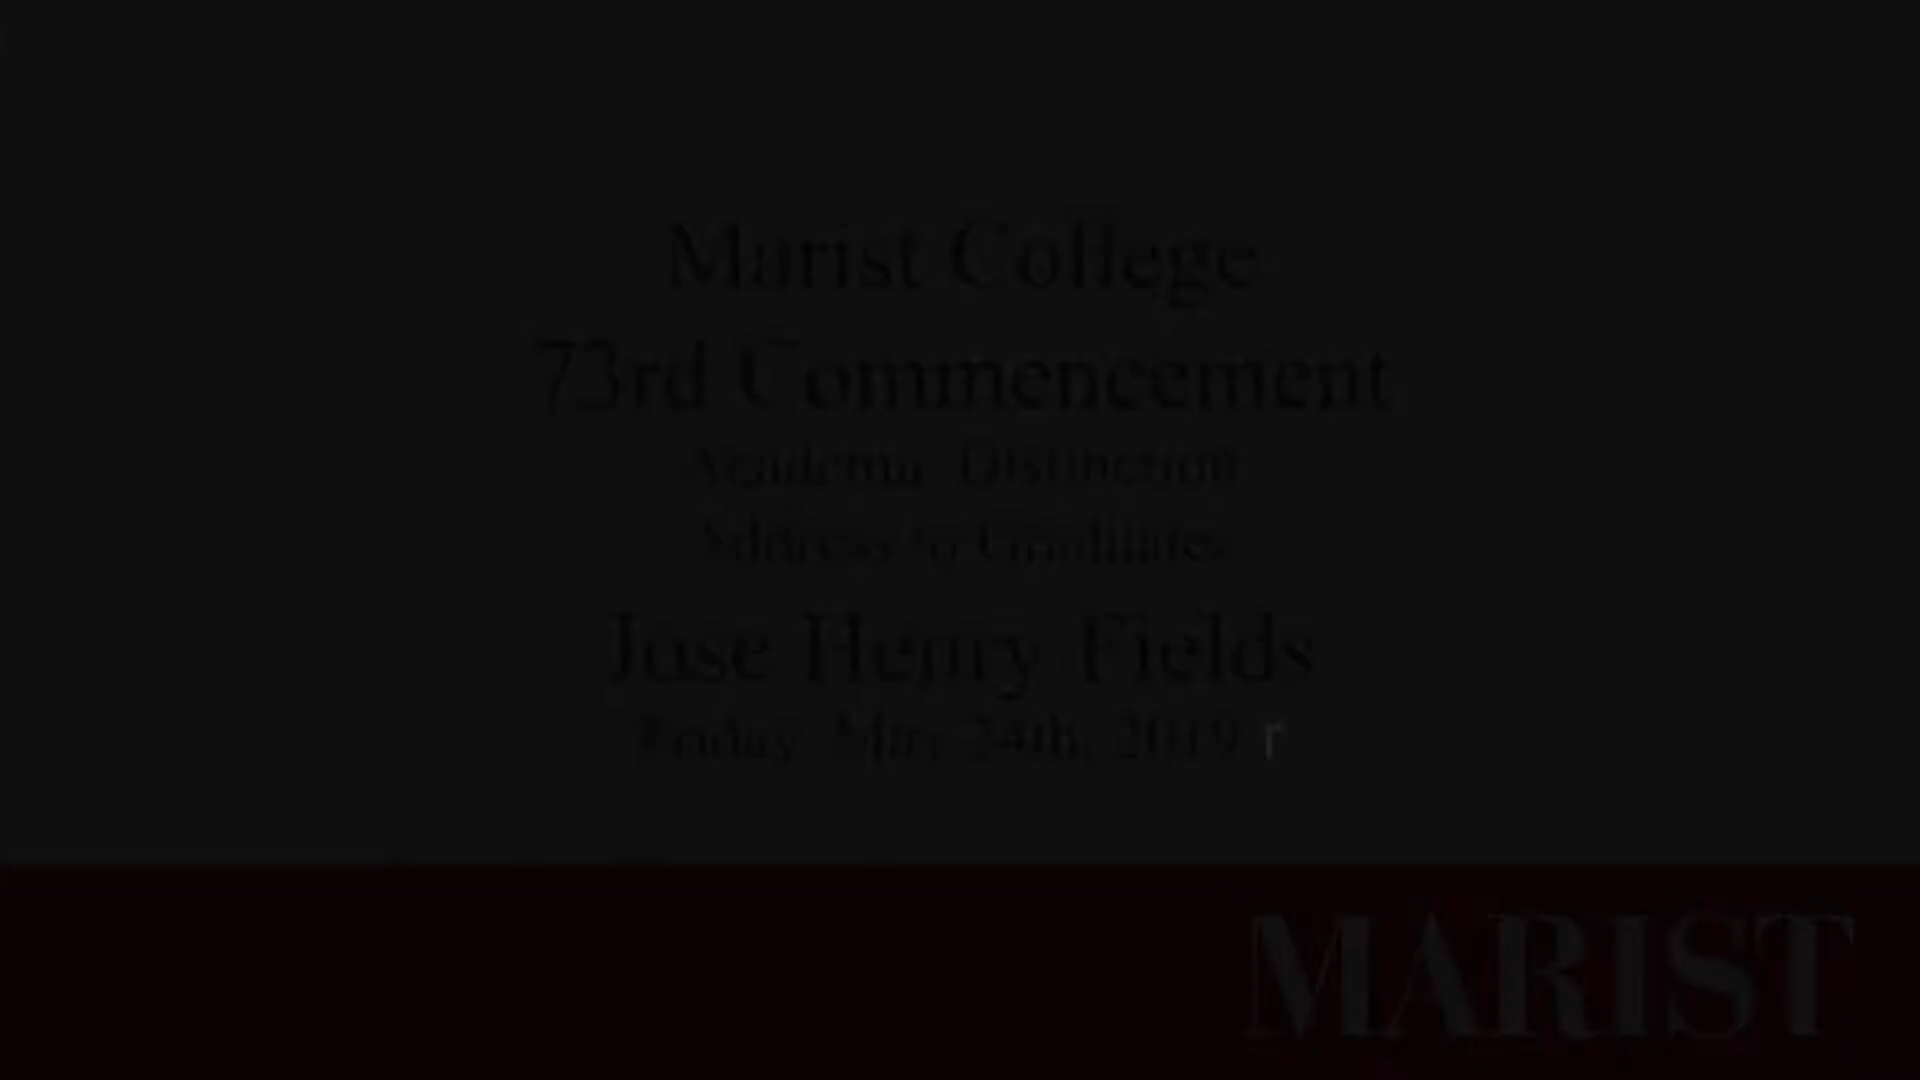 Marist College
73rd Commencement
Academic Distinction
Address to Graduates
Jose Henry Fields
Friday, May 24th, 2019
MARIST